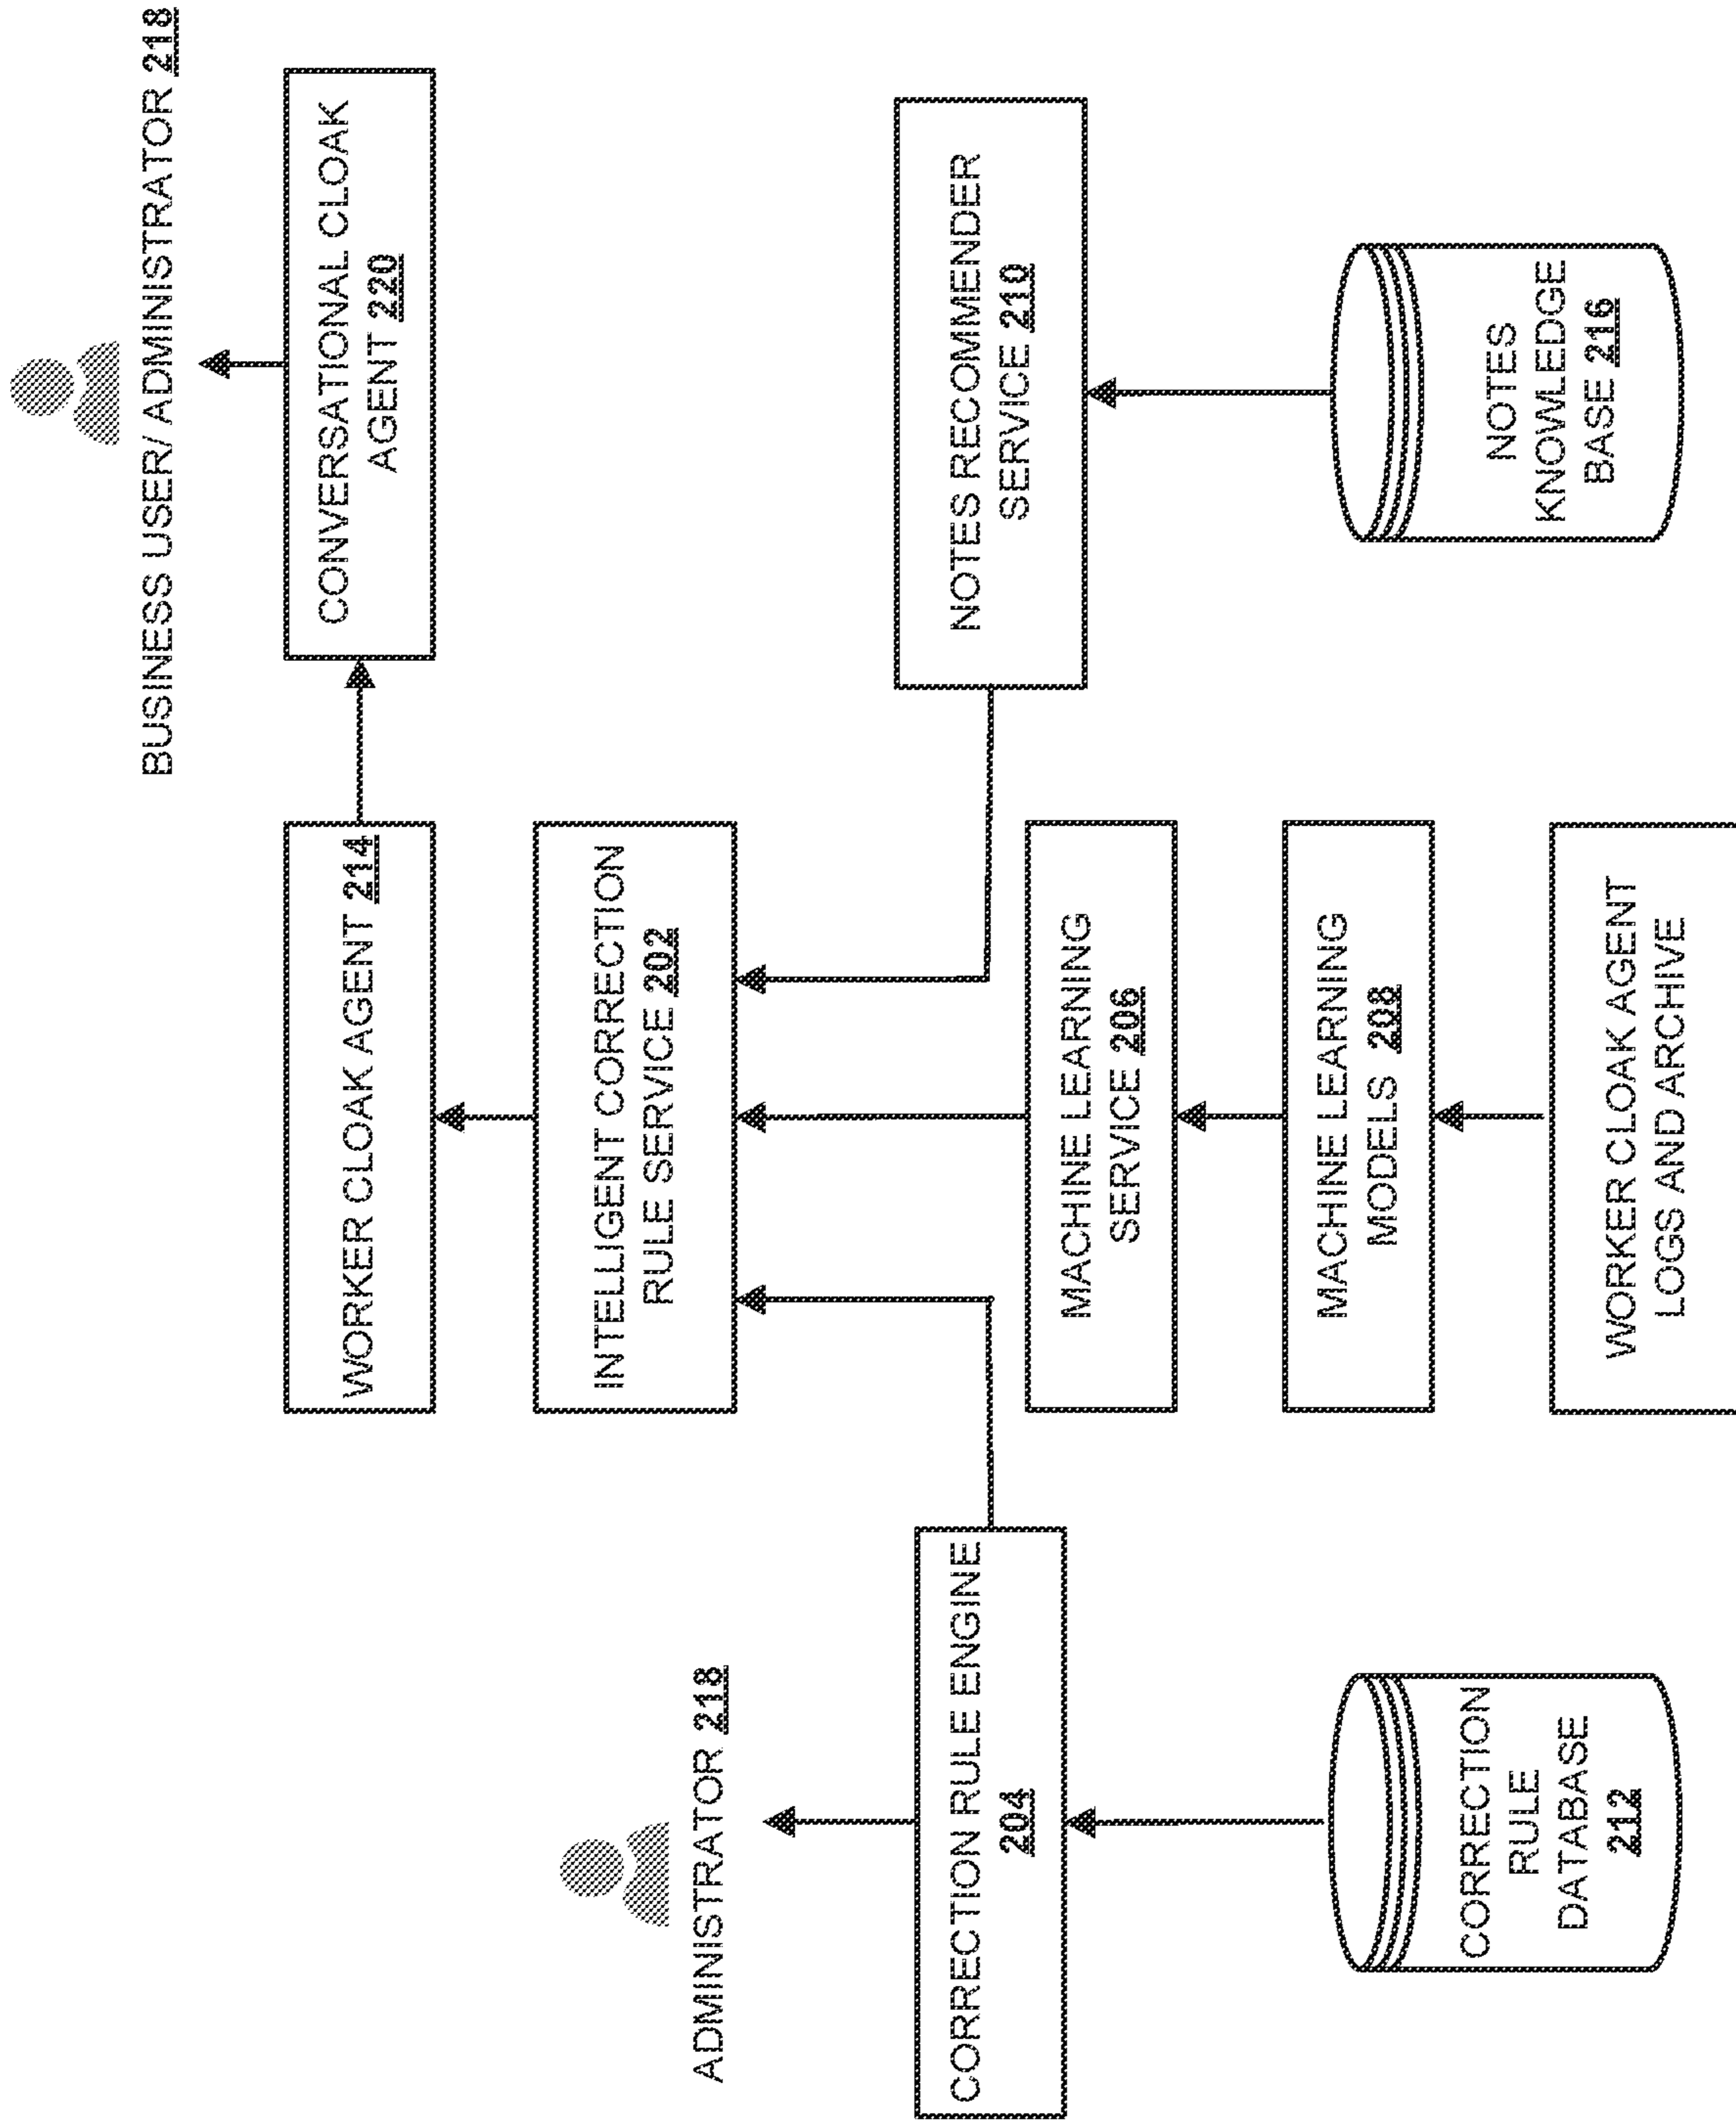 BUSINESS USER/ ADMINISTRATOR 218
WORKER CLOAK AGENT 214
CONVERSATIONAL CLOAK
AGENT 220
ADMINISTRATOR 218
INTELLIGENT CORRECTION
RULE SERVICE 202
CORRECTION RULE ENGINE
204
MACHINE LEARNING
SERVICE 206
NOTES RECOMMENDER
SERVICE 210
MACHINE LEARNING
MODELS 208
CORRECTION
RULE
DATABASE
212
WORKER CLOAK AGENT
LOGS AND ARCHIVE
NOTES
KNOWLEDGE
BASE 216